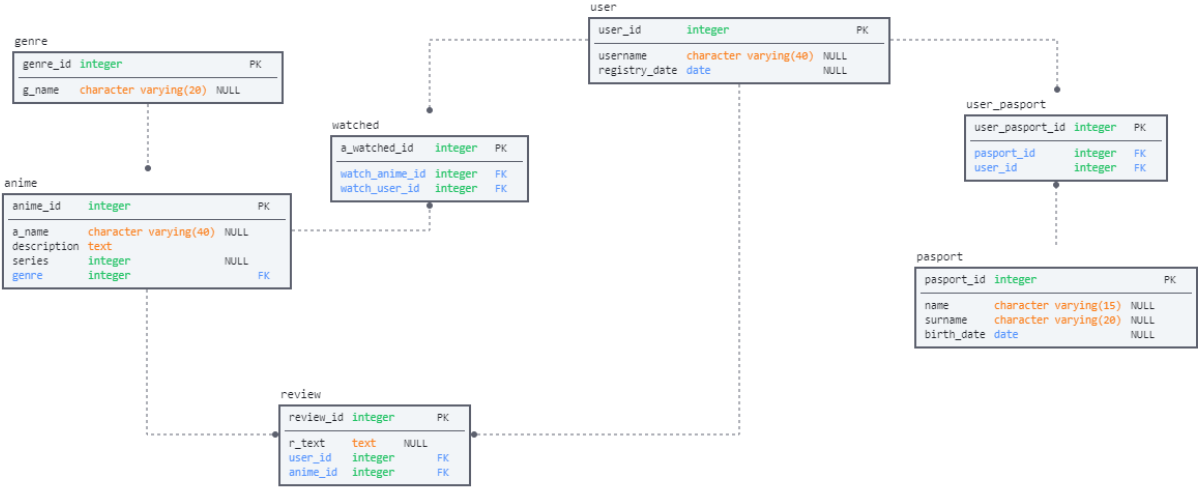 user
user_id integer PK
username character varying(40) NULL
registry_date date NULL
genre
genre_id integer PK
g_name character varying(20) NULL
watched
a_watched_id integer PK
watch_anime_id integer FK
watch_user_id integer FK
user_pasport
user_pasport_id integer PK
pasport_id integer FK
user_id integer FK
anime
anime_id integer PK
a_name character varying(40) NULL
description text
series integer NULL
genre integer FK
pasport
pasport_id integer PK
name character varying(15) NULL
surname character varying(20) NULL
birth_date date NULL
review
review_id integer PK
r_text text NULL
user_id integer FK
anime_id integer FK